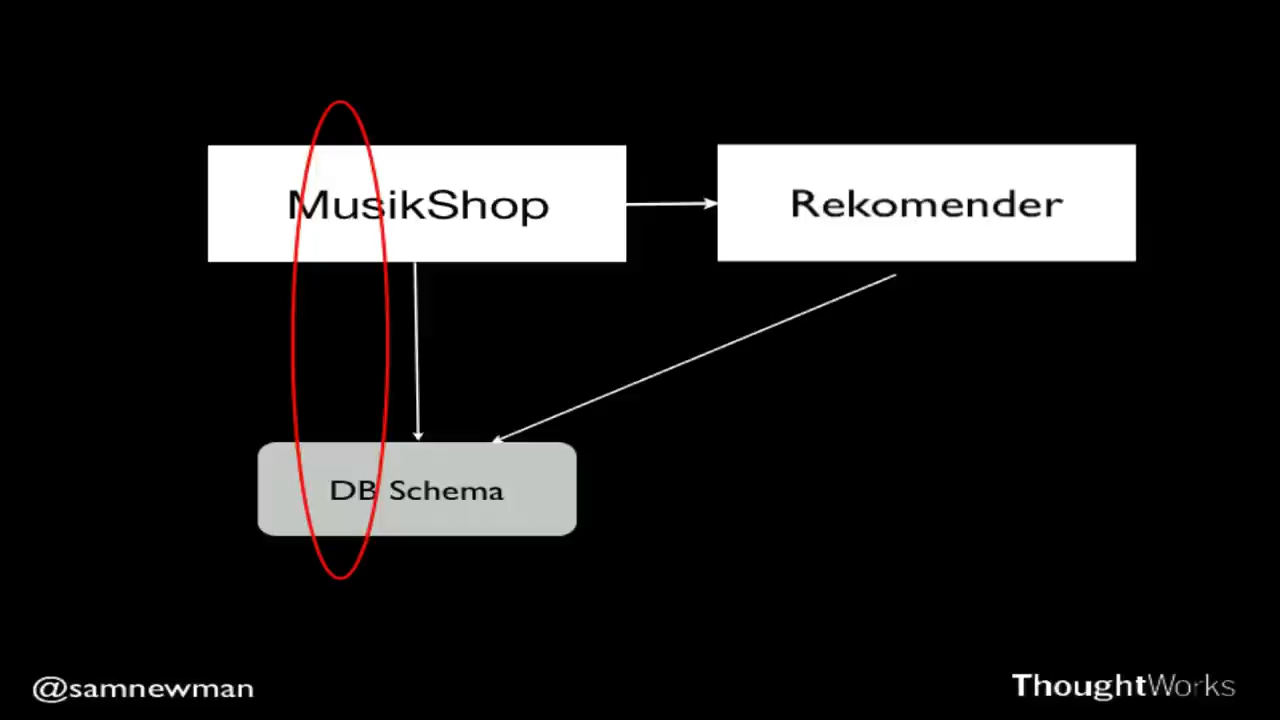 MusikShop
Rekomender
DB Schema
@samnewman
ThoughtWorks